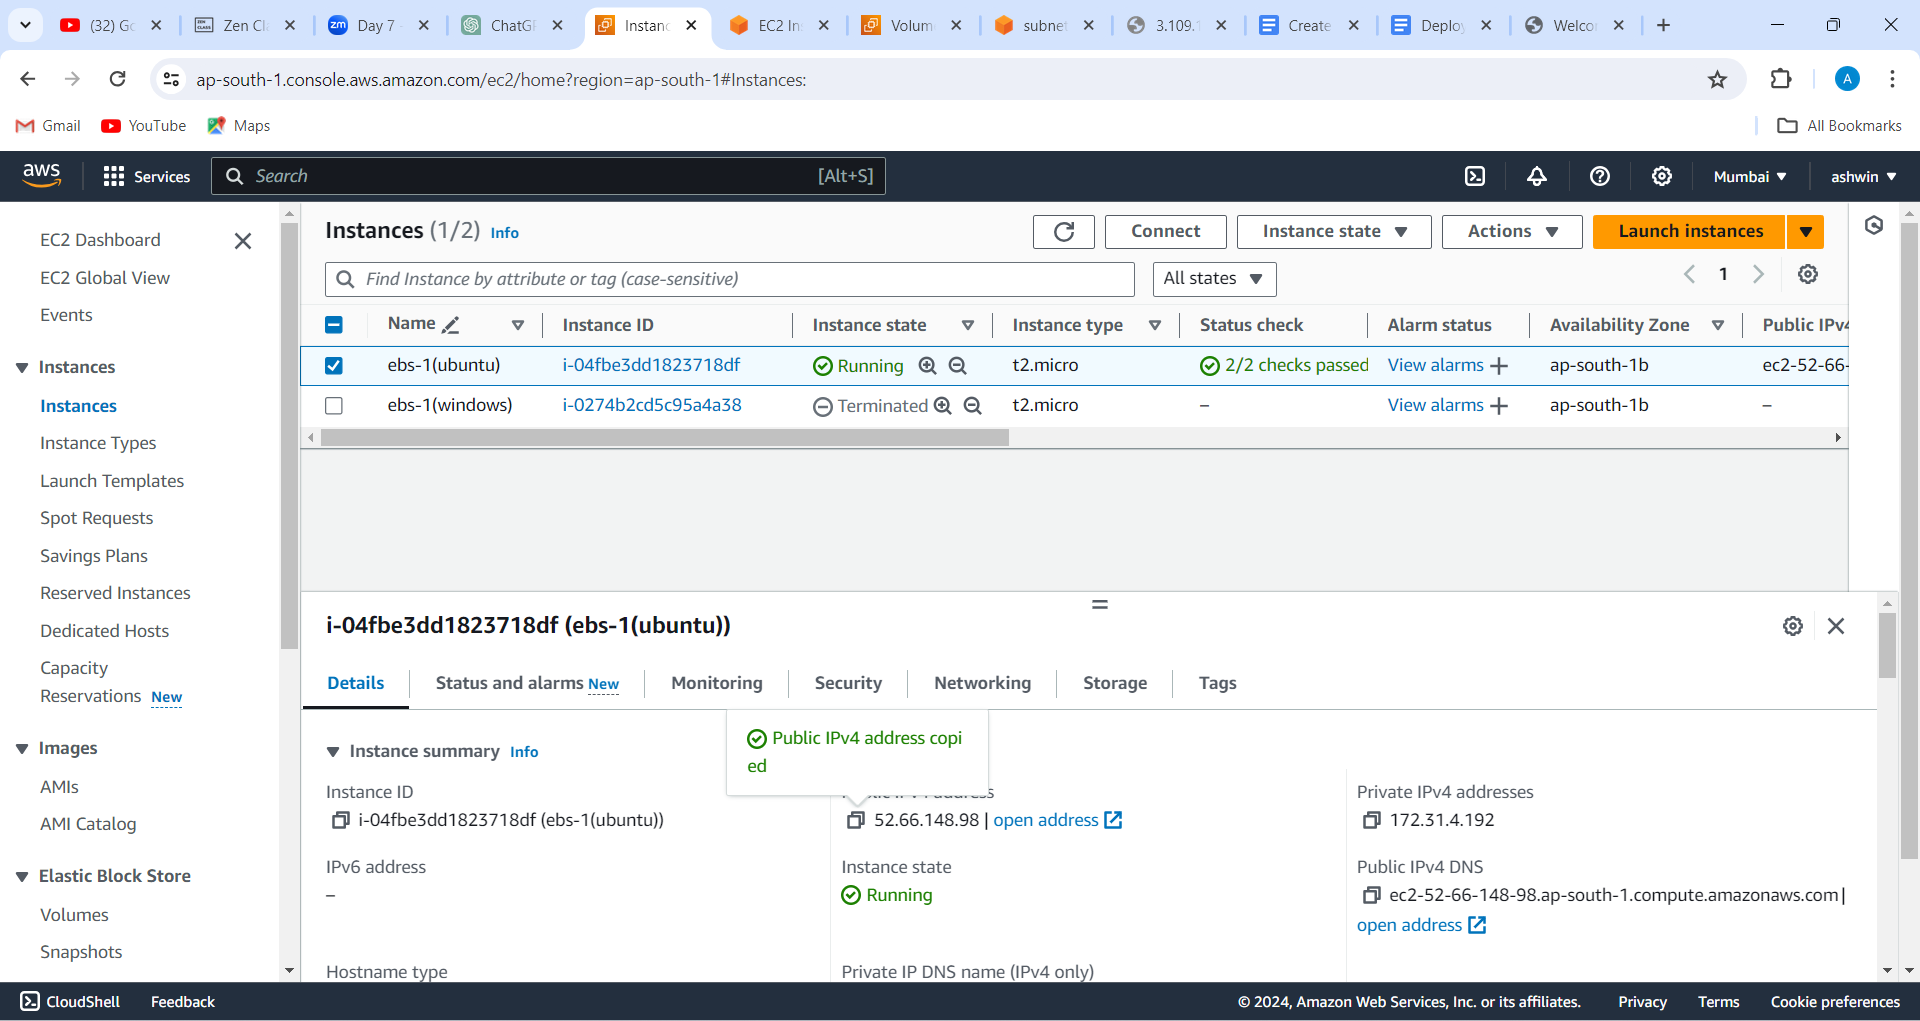 (32) Go
Zen Cla
zm Day 7 -
ChatGP
Instanc
EC2 In
Volum
subnet
3.109.1
Create
Deploy
Welco
ap-south-1.console.aws.amazon.com/ec2/home?region=ap-south-1#Instances:
A
Gmail YouTube Maps All Bookmarks
aws Services Search [Alt+S] Mumbai ashwin
EC2 Dashboard
EC2 Global View
Events
Instances
Instances
Instance Types
Launch Templates
Spot Requests
Savings Plans
Reserved Instances
Dedicated Hosts
Capacity
Reservations New
Images
AMIs
AMI Catalog
Elastic Block Store
Volumes
Snapshots
Instances (1/2) Info Connect Instance state Actions Launch instances
Find Instance by attribute or tag (case-sensitive) All states 1
Name Instance ID Instance state Instance type Status check Alarm status Availability Zone Public IPv4
ebs-1(ubuntu) i-04fbe3dd1823718df Running t2.micro 2/2 checks passed View alarms + ap-south-1b ec2-52-66-
ebs-1(windows) i-0274b2cd5c95a4a38 Terminated t2.micro – View alarms + ap-south-1b –
i-04fbe3dd1823718df (ebs-1(ubuntu))
Details Status and alarms New Monitoring Security Networking Storage Tags
Public IPv4 address copi
ed
Instance summary Info
Instance ID
i-04fbe3dd1823718df (ebs-1(ubuntu))
Public IPv4 address
52.66.148.98 | open address
Private IPv4 addresses
172.31.4.192
IPv6 address
–
Instance state
Running
Public IPv4 DNS
ec2-52-66-148-98.ap-south-1.compute.amazonaws.com |
open address
Hostname type
Private IP DNS name (IPv4 only)
CloudShell Feedback © 2024, Amazon Web Services, Inc. or its affiliates. Privacy Terms Cookie preferences